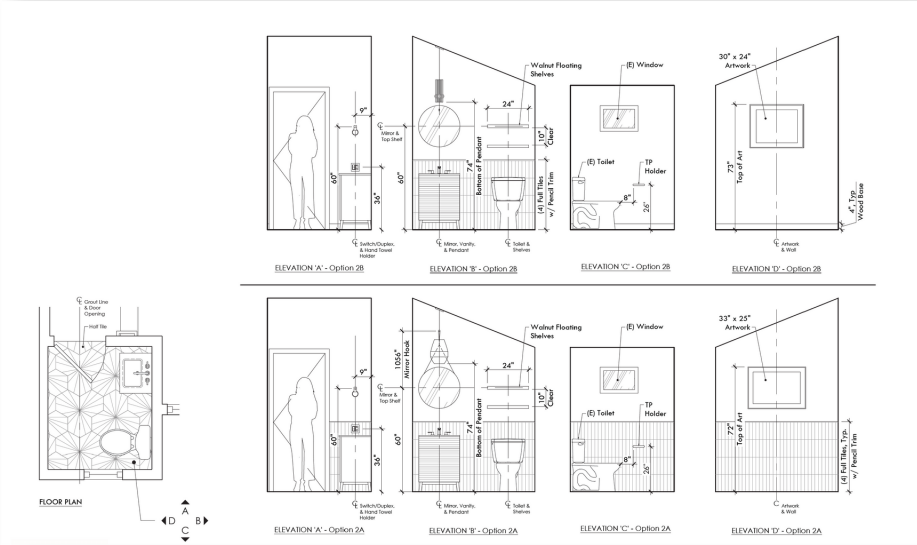 9"
60"
36"
℄ Switch/Duplex,
& Hand Towel
Holder
ELEVATION 'A' - Option 2B
℄
Mirror &
Top Shelf
60"
74"
Bottom of Pendant
Walnut Floating
Shelves
24"
10"
Clear
(4) Full Tiles
w/ Pencil Trim
℄ Mirror, Vanity,
& Pendant
℄ Toilet &
Shelves
ELEVATION 'B' - Option 2B
(E) Window
(E) Toilet
TP
Holder
8"
26"
ELEVATION 'C' - Option 2B
30" x 24"
Artwork
73"
Top of Art
4", Typ
Wood Base
℄ Artwork
& Wall
ELEVATION 'D' - Option 2B
℄ Grout Line
& Door
Opening
Half Tile
FLOOR PLAN
A
D B
C
9"
60"
36"
℄ Switch/Duplex,
& Hand Towel
Holder
ELEVATION 'A' - Option 2A
℄
Mirror &
Top Shelf
60"
1056"
Mirror Hook
74"
Bottom of Pendant
Walnut Floating
Shelves
24"
10"
Clear
℄ Mirror, Vanity,
& Pendant
℄ Toilet &
Shelves
ELEVATION 'B' - Option 2A
(E) Window
(E) Toilet
TP
Holder
8"
26"
ELEVATION 'C' - Option 2A
33" x 25"
Artwork
72"
Top of Art
(4) Full Tiles, Typ.
w/ Pencil Trim
C Artwork
& Wall
ELEVATION 'D' - Option 2A